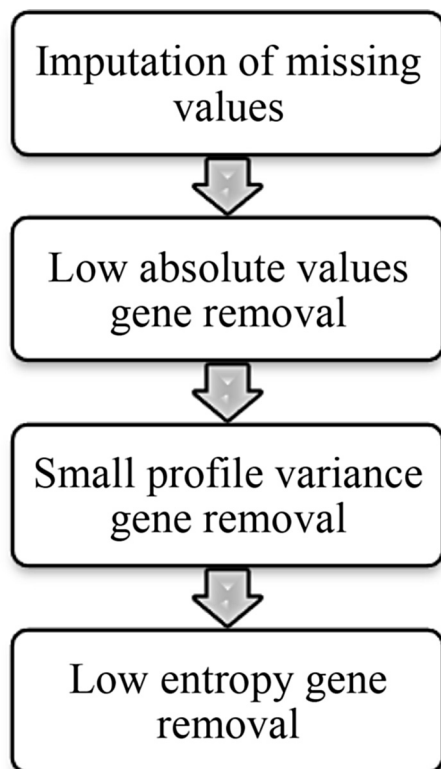 Imputation of missing
values
Low absolute values
gene removal
Small profile variance
gene removal
Low entropy gene
removal